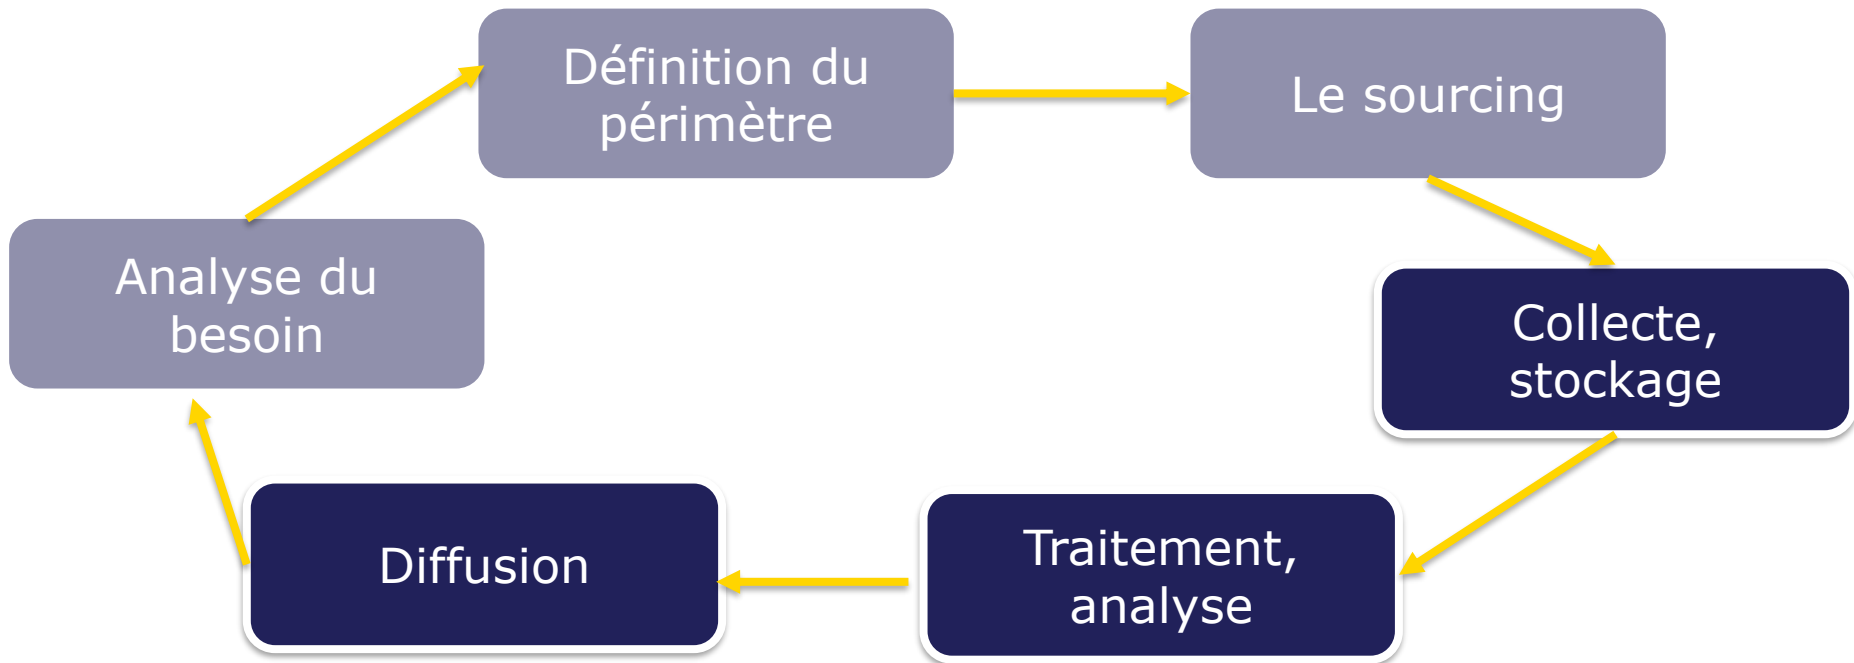 Définition du
périmètre
Le sourcing
Analyse du
besoin
Collecte,
stockage
Traitement,
analyse
Diffusion